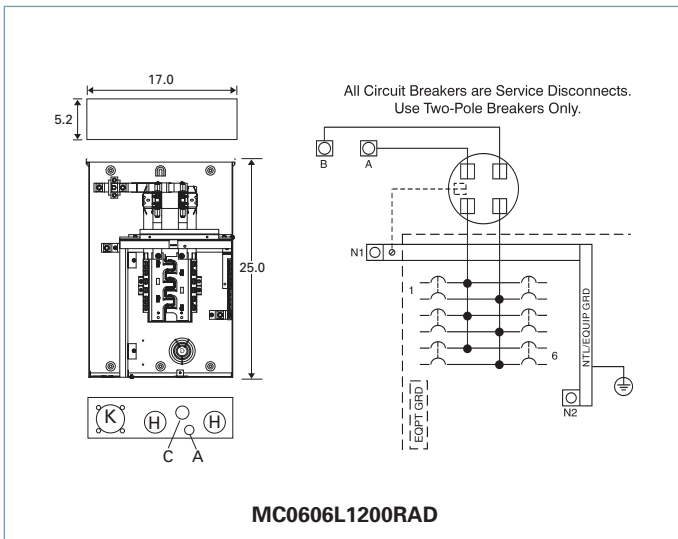 17.0
5.2
25.0
K
H
H
C
A
All Circuit Breakers are Service Disconnects.
Use Two-Pole Breakers Only.
B
A
N1
1
6
NTL/EQUIP GRD
EQPT GRD
N2
MC0606L1200RAD